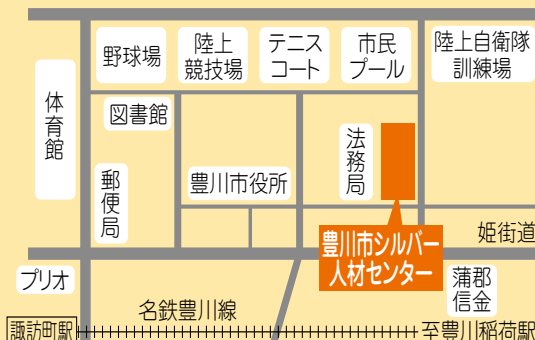 野球場
陸上
競技場
テニス
コート
市民
プール
陸上自衛隊
訓練場
体育館
図書館
郵便局
豊川市役所
法務局
豊川市シルバー
人材センター
姫街道
プリオ
蒲郡
信金
名鉄豊川線
諏訪町駅
至豊川稲荷駅